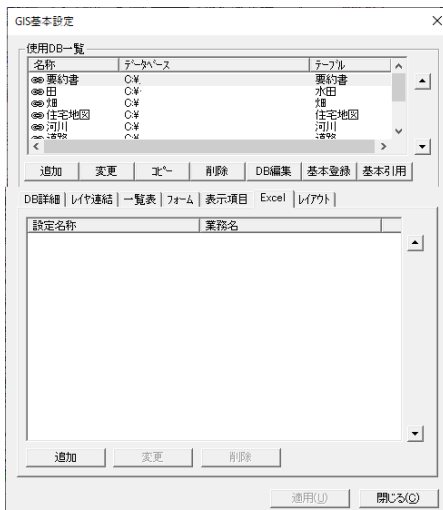 GIS基本設定
使用DB一覧
名称 データベース テーブル
要約書 C:¥ 要約書
田 C:¥ 水田
畑 C:¥ 畑
住宅地図 C:¥ 住宅地図
河川 C:¥ 河川
道路 C:¥ 道路
追加 変更 コピー 削除 DB編集 基本登録 基本引用
DB詳細 レイヤ連結 一覧表 フォーム 表示項目 Excel レイアウト
設定名称 業務名
追加 変更 削除
適用(U) 閉じる(C)